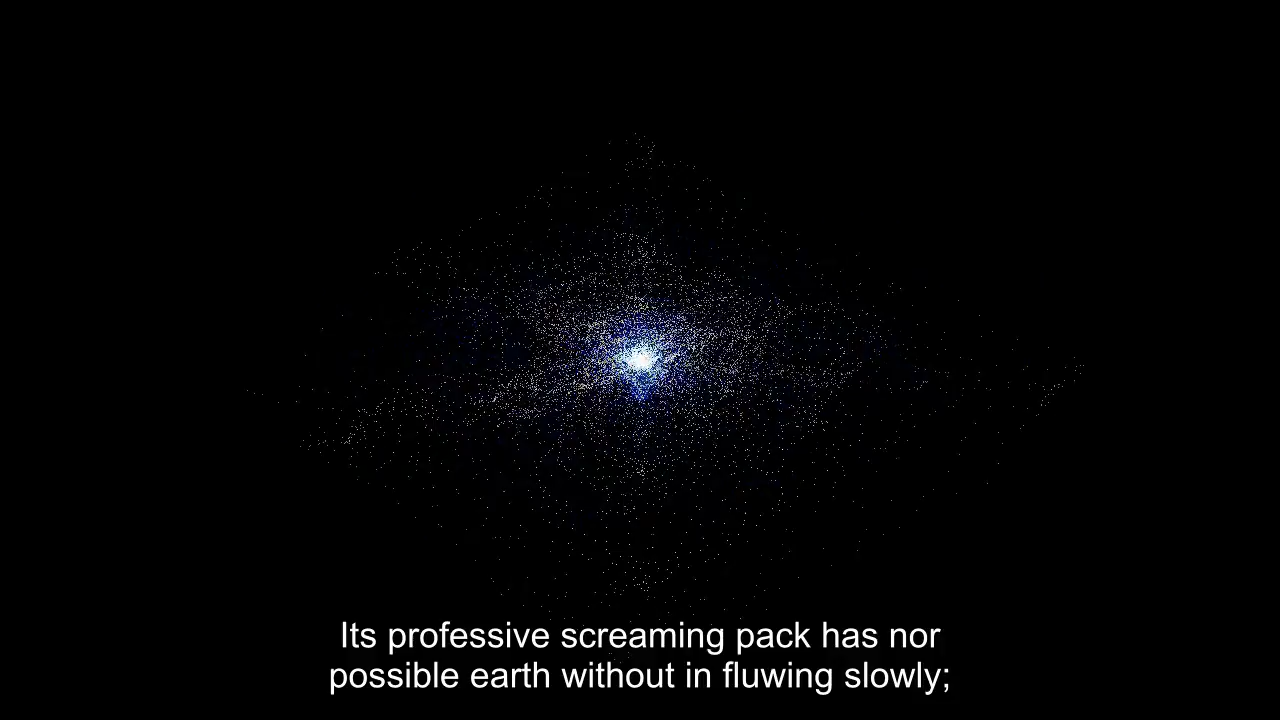 Its professive screaming pack has nor
possible earth without in fluwing slowly;